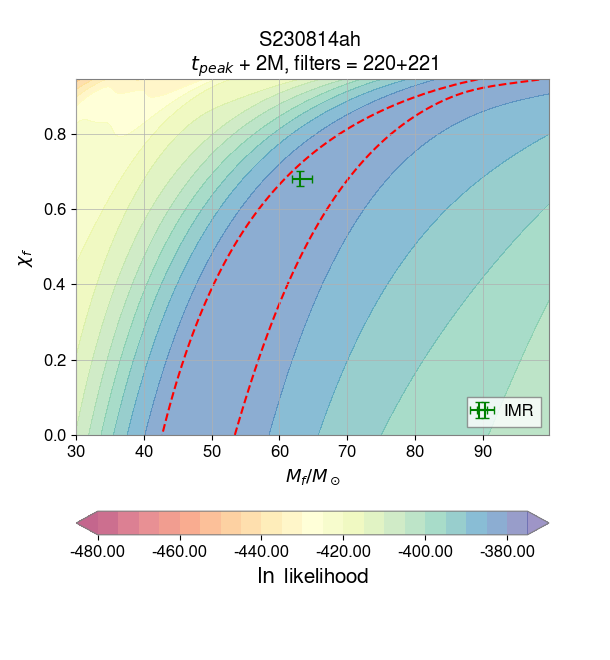 S230814ah
t_peak + 2M, filters = 220+221
χ_f
0.8
0.6
0.4
0.2
0.0
30 40 50 60 70 80 90
M_f/M_⊙
IMR
-480.00 -460.00 -440.00 -420.00 -400.00 -380.00
ln likelihood